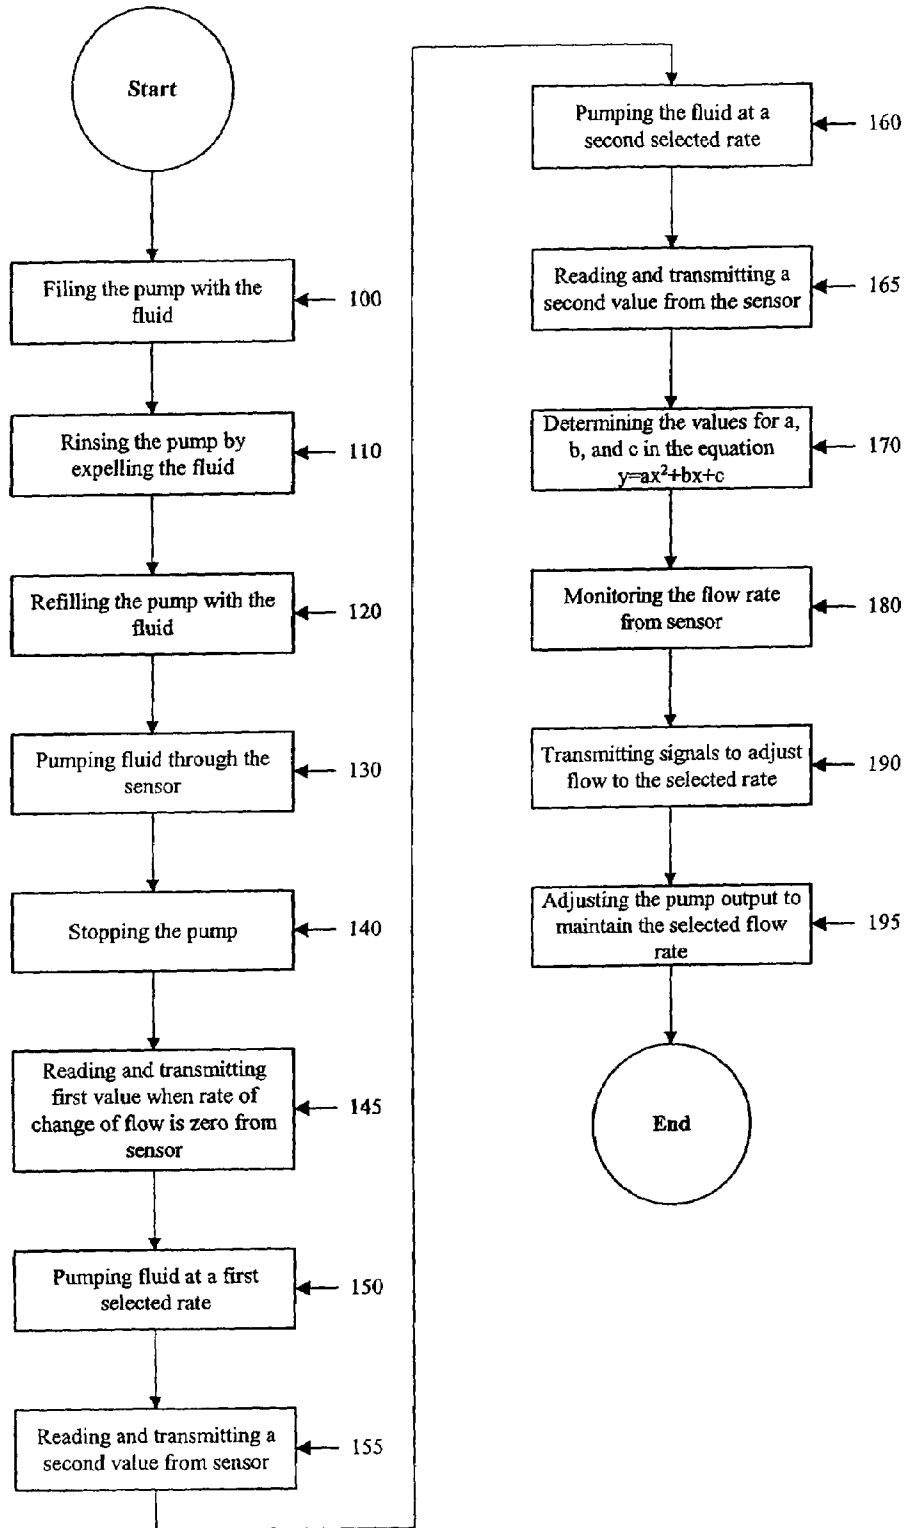 Start
Filing the pump with the
fluid
100
Rinsing the pump by
expelling the fluid
110
Refilling the pump with the
fluid
120
Pumping fluid through the
sensor
130
Stopping the pump
140
Reading and transmitting
first value when rate of
change of flow is zero from
sensor
145
Pumping fluid at a first
selected rate
150
Reading and transmitting a
second value from sensor
155
Pumping the fluid at a
second selected rate
160
Reading and transmitting a
second value from the sensor
165
Determining the values for a,
b, and c in the equation
y=ax²+bx+c
170
Monitoring the flow rate
from sensor
180
Transmitting signals to adjust
flow to the selected rate
190
Adjusting the pump output to
maintain the selected flow
rate
195
End